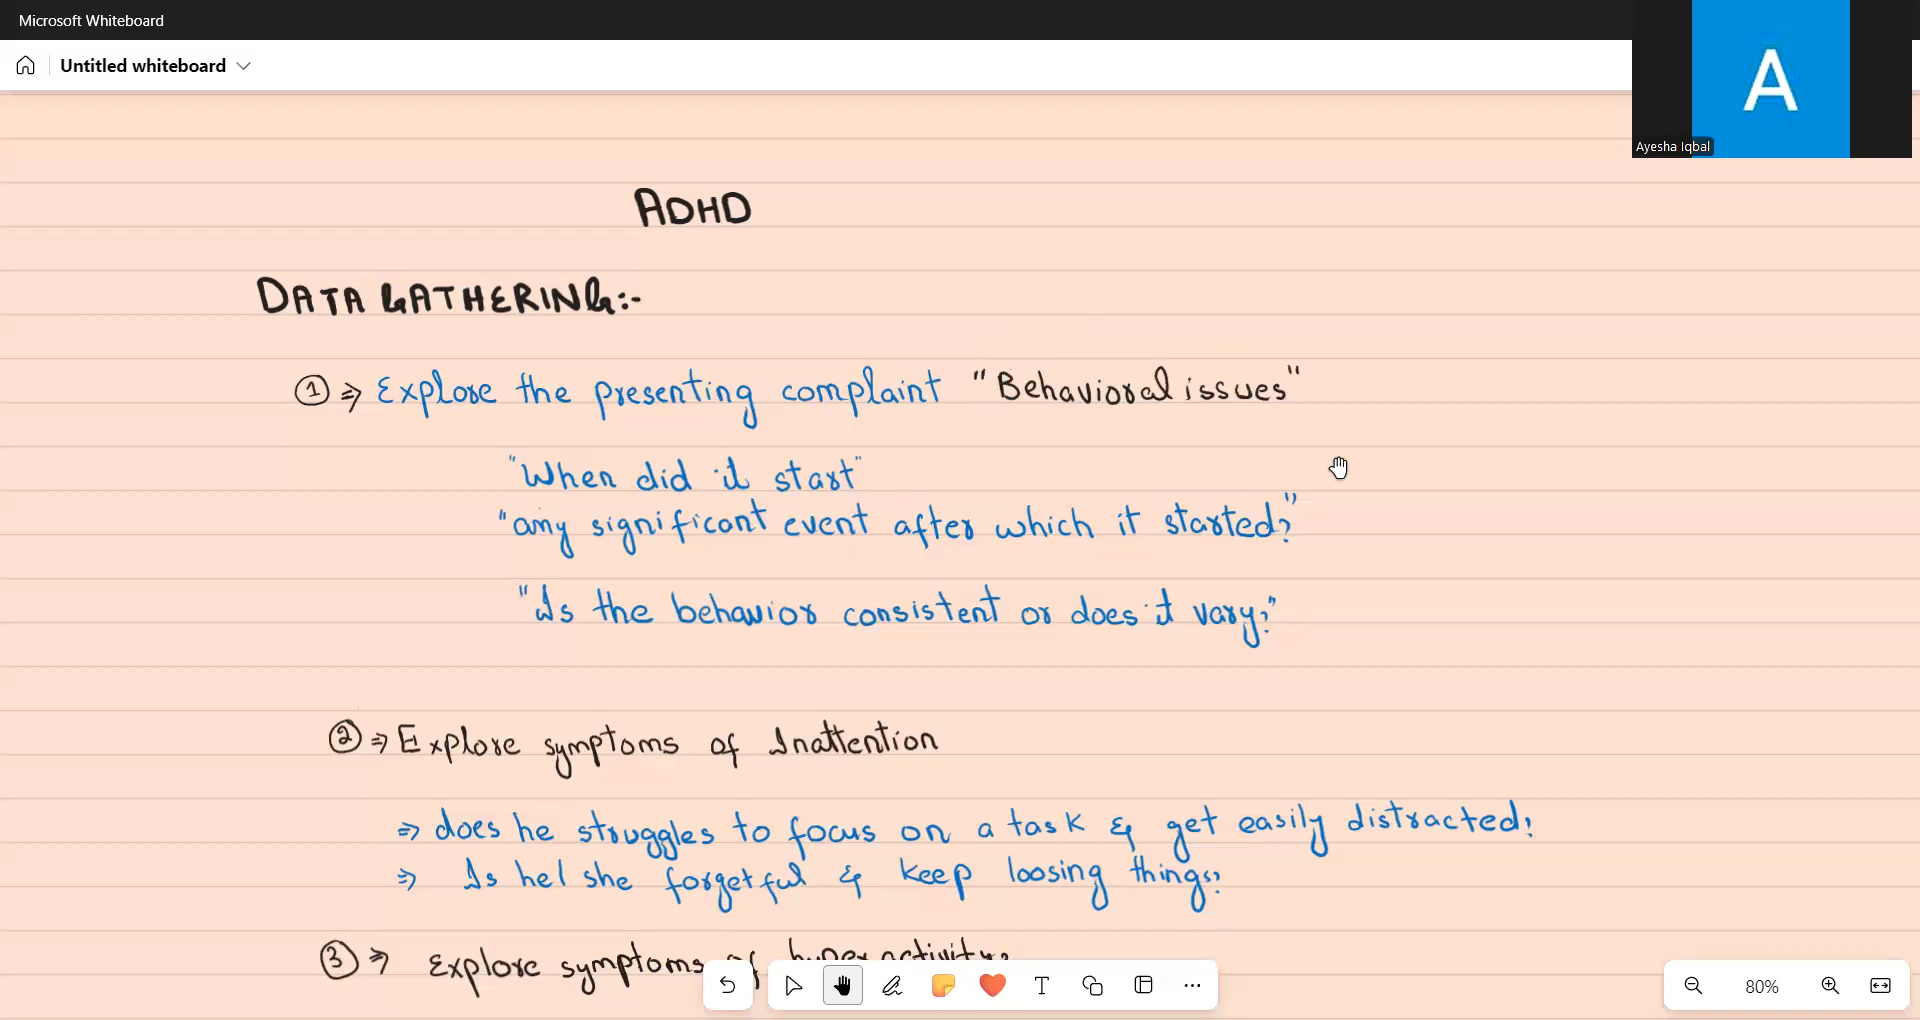 Microsoft Whiteboard
Untitled whiteboard
A
Ayesha Iqbal
ADHD
DATA GATHERING:-
① ⇒ Explore the presenting complaint "Behavioral issues"
"When did it start"
"any significant event after which it started?"
"Is the behavior consistent or does it vary?"
② ⇒ Explore symptoms of Inattention
⇒ does he struggles to focus on a task & get easily distracted?
⇒ Is he/she forgetful & keep loosing things?
③ ⇒ Explore symptoms of hyperactivity?
T
80%